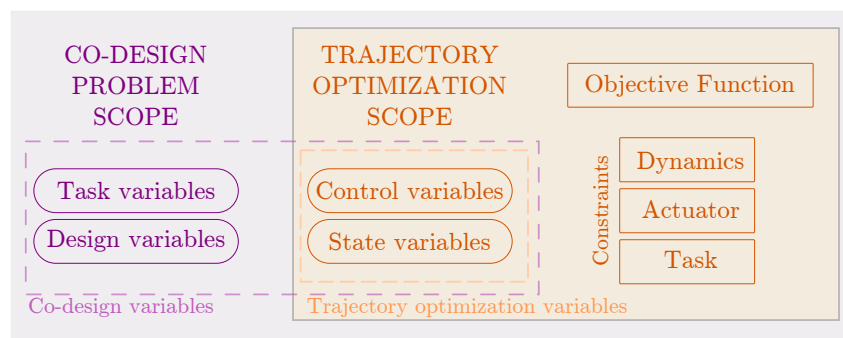 CO-DESIGN
PROBLEM
SCOPE
TRAJECTORY
OPTIMIZATION
SCOPE
Objective Function
Task variables
Design variables
Control variables
State variables
Constraints
Dynamics
Actuator
Task
Co-design variables
Trajectory optimization variables